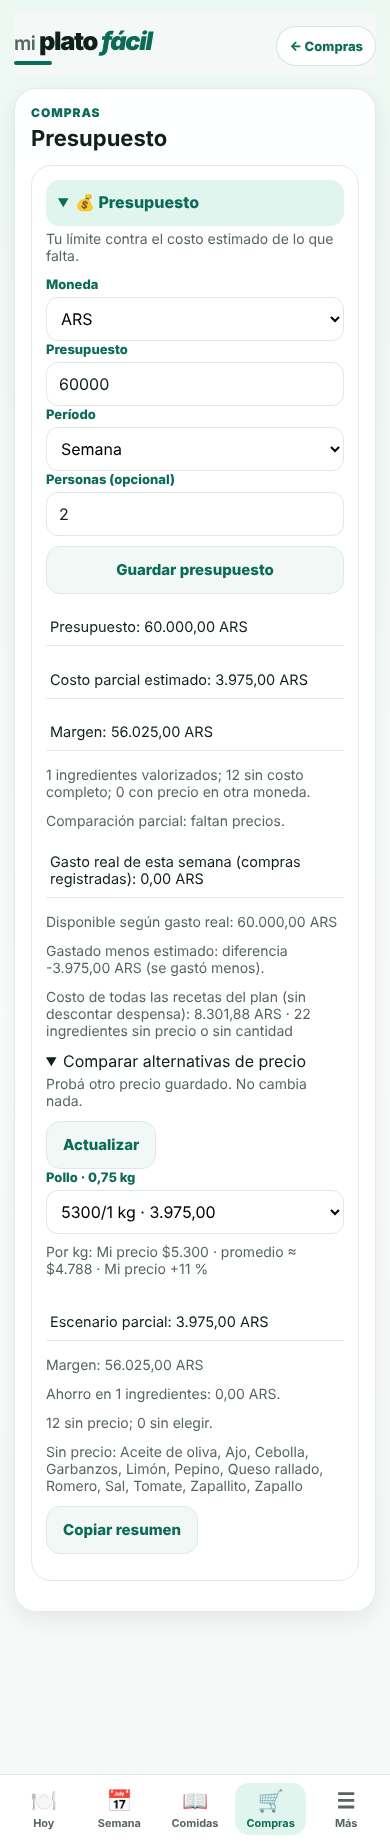 mi plato fácil
← Compras
COMPRAS
Presupuesto
▼ 💰 Presupuesto
Tu límite contra el costo estimado de lo que
falta.
Moneda
ARS
Presupuesto
60000
Período
Semana
Personas (opcional)
2
Guardar presupuesto
Presupuesto: 60.000,00 ARS
Costo parcial estimado: 3.975,00 ARS
Margen: 56.025,00 ARS
1 ingredientes valorizados; 12 sin costo
completo; 0 con precio en otra moneda.
Comparación parcial: faltan precios.
Gasto real de esta semana (compras
registradas): 0,00 ARS
Disponible según gasto real: 60.000,00 ARS
Gastado menos estimado: diferencia
-3.975,00 ARS (se gastó menos).
Costo de todas las recetas del plan (sin
descontar despensa): 8.301,88 ARS · 22
ingredientes sin precio o sin cantidad
▼ Comparar alternativas de precio
Probá otro precio guardado. No cambia
nada.
Actualizar
Pollo · 0,75 kg
5300/1 kg · 3.975,00
Por kg: Mi precio $5.300 · promedio ≈
$4.788 · Mi precio +11 %
Escenario parcial: 3.975,00 ARS
Margen: 56.025,00 ARS
Ahorro en 1 ingredientes: 0,00 ARS.
12 sin precio; 0 sin elegir.
Sin precio: Aceite de oliva, Ajo, Cebolla,
Garbanzos, Limón, Pepino, Queso rallado,
Romero, Sal, Tomate, Zapallito, Zapallo
Copiar resumen
Hoy
Semana
Comidas
Compras
Más